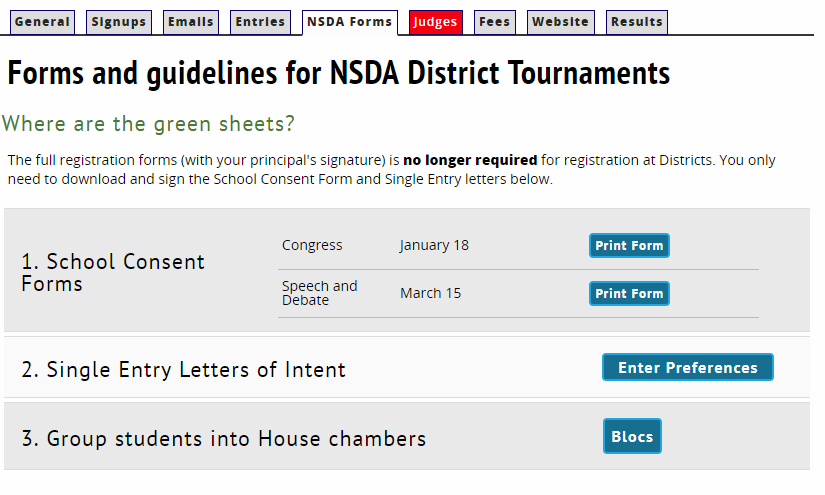 General Signups Emails Entries NSDA Forms Judges Fees Website Results
Forms and guidelines for NSDA District Tournaments
Where are the green sheets?
The full registration forms (with your principal's signature) is no longer required for registration at Districts. You only
need to download and sign the School Consent Form and Single Entry letters below.
1. School Consent
Forms
Congress January 18 Print Form
Speech and
Debate March 15 Print Form
2. Single Entry Letters of Intent Enter Preferences
3. Group students into House chambers Blocs